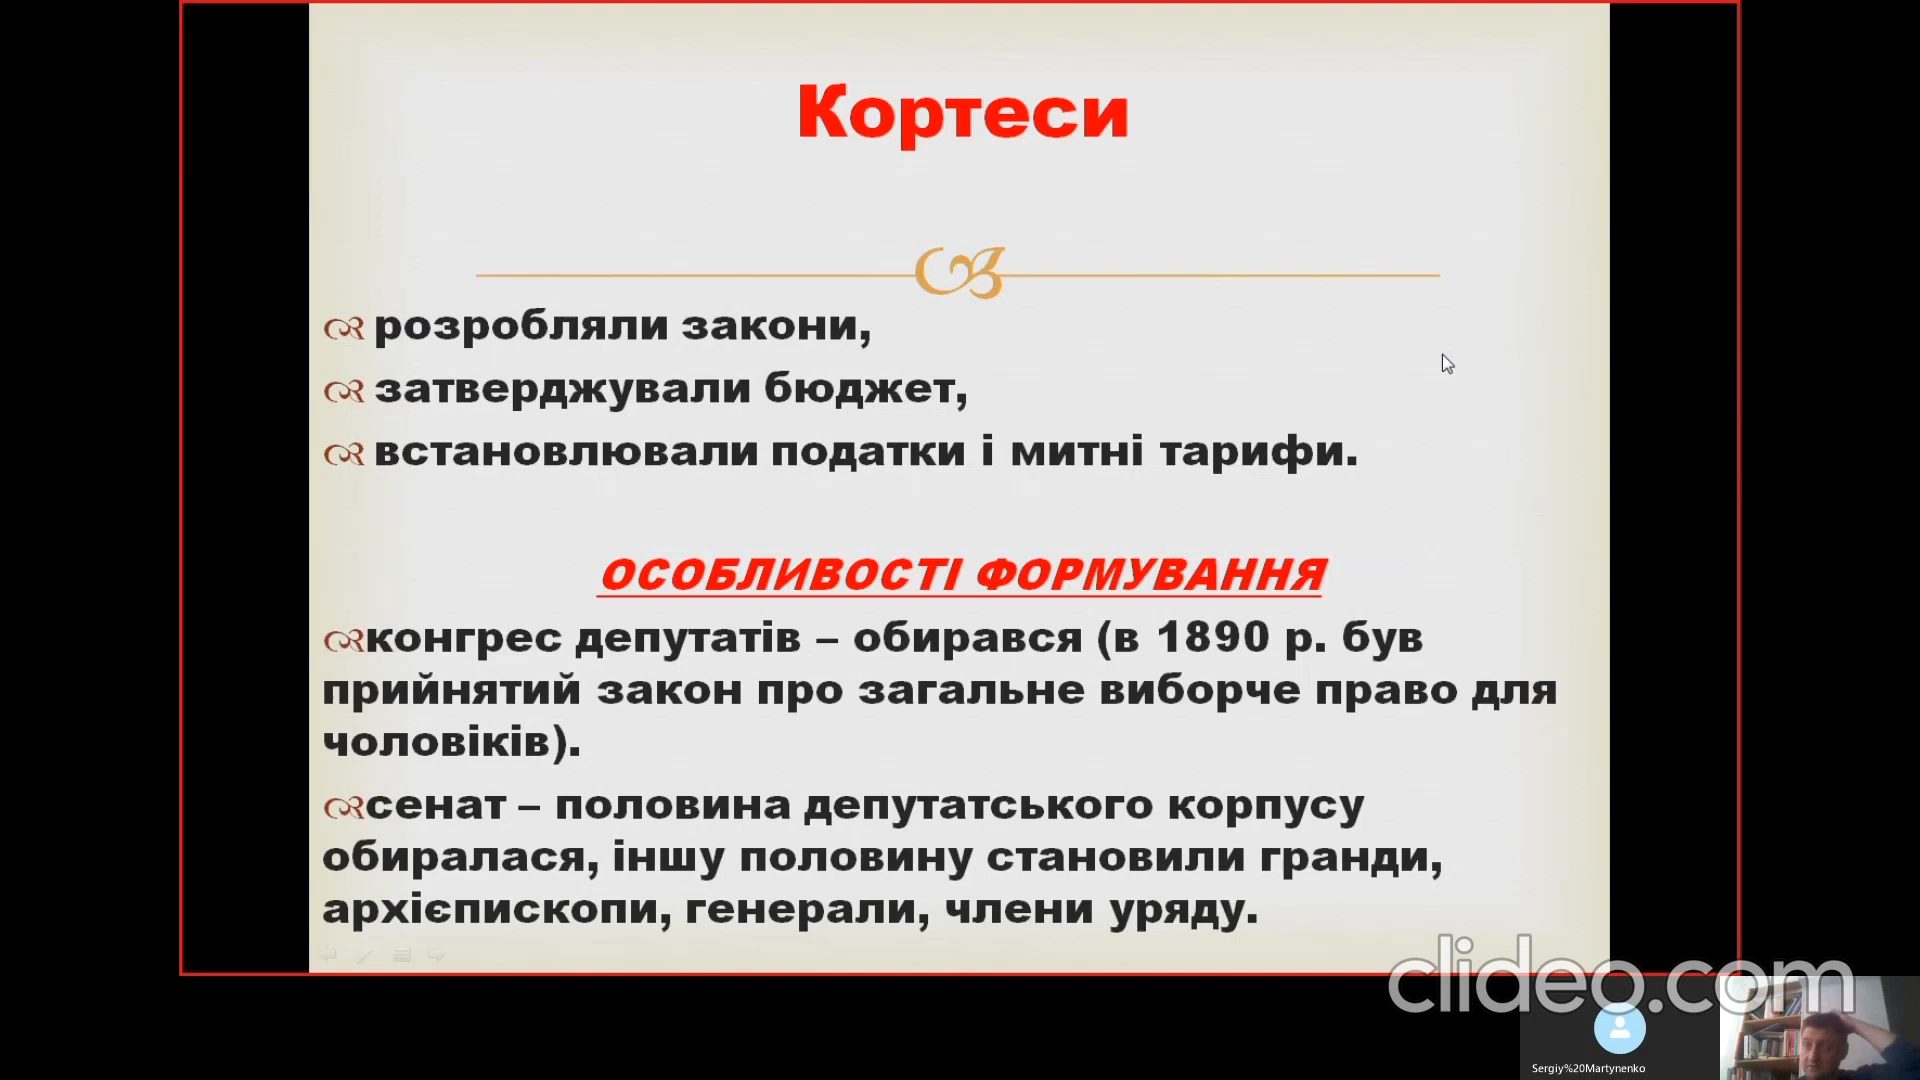 Кортеси
розробляли закони,
затверджували бюджет,
встановлювали податки і митні тарифи.
ОСОБЛИВОСТІ ФОРМУВАННЯ
конгрес депутатів – обирався (в 1890 р. був
прийнятий закон про загальне виборче право для
чоловіків).
сенат – половина депутатського корпусу
обиралася, іншу половину становили гранди,
архієпископи, генерали, члени уряду.
clideo.com
Sergiy%20Martynenko